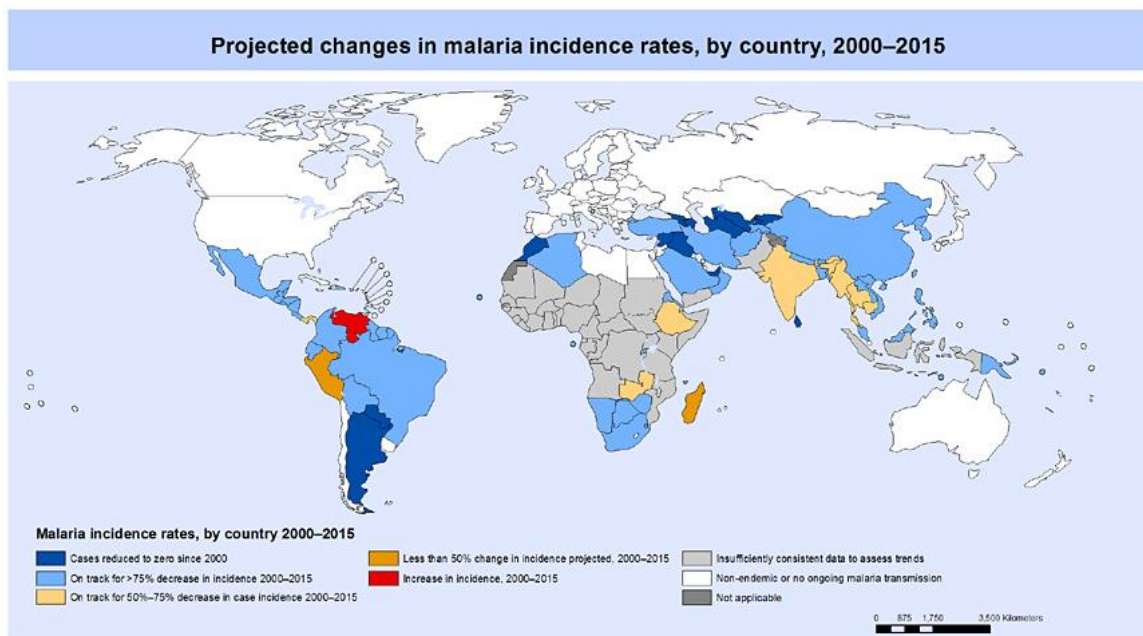 Projected changes in malaria incidence rates, by country, 2000–2015
Malaria incidence rates, by country 2000–2015
Cases reduced to zero since 2000
On track for >75% decrease in incidence 2000–2015
On track for 50%–75% decrease in case incidence 2000–2015
Less than 50% change in incidence projected, 2000–2015
Increase in incidence, 2000–2015
Insufficiently consistent data to assess trends
Non-endemic or no ongoing malaria transmission
Not applicable
0 875 1,750 3,500 Kilometers